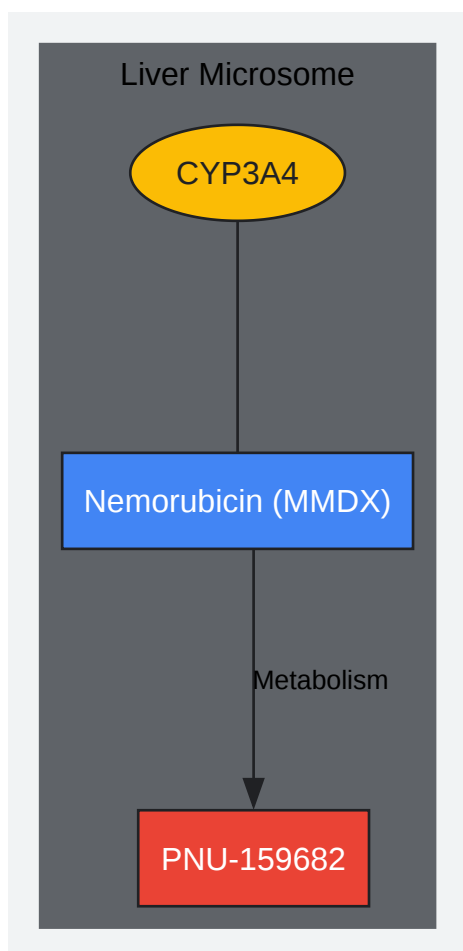 Liver Microsome
CYP3A4
Nemorubicin (MMDX)
Metabolism
PNU-159682